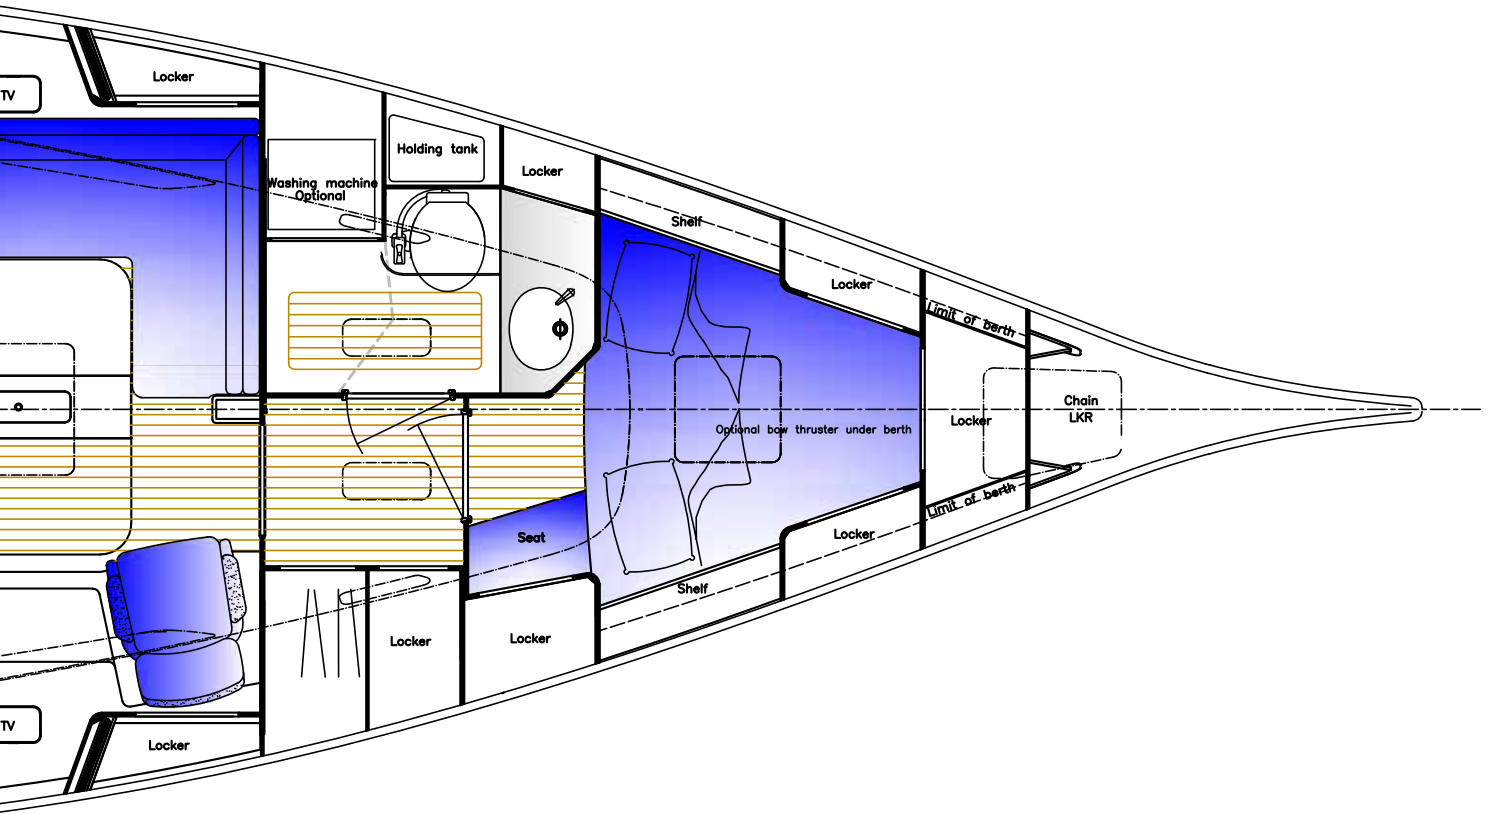 Locker
TV
Holding tank
Locker
Washing machine
Optional
Shelf
Locker
Limit of berth
Chain
LKR
Locker
Optional bow thruster under berth
Limit of berth
Seat
Locker
Shelf
Locker
Locker
TV
Locker